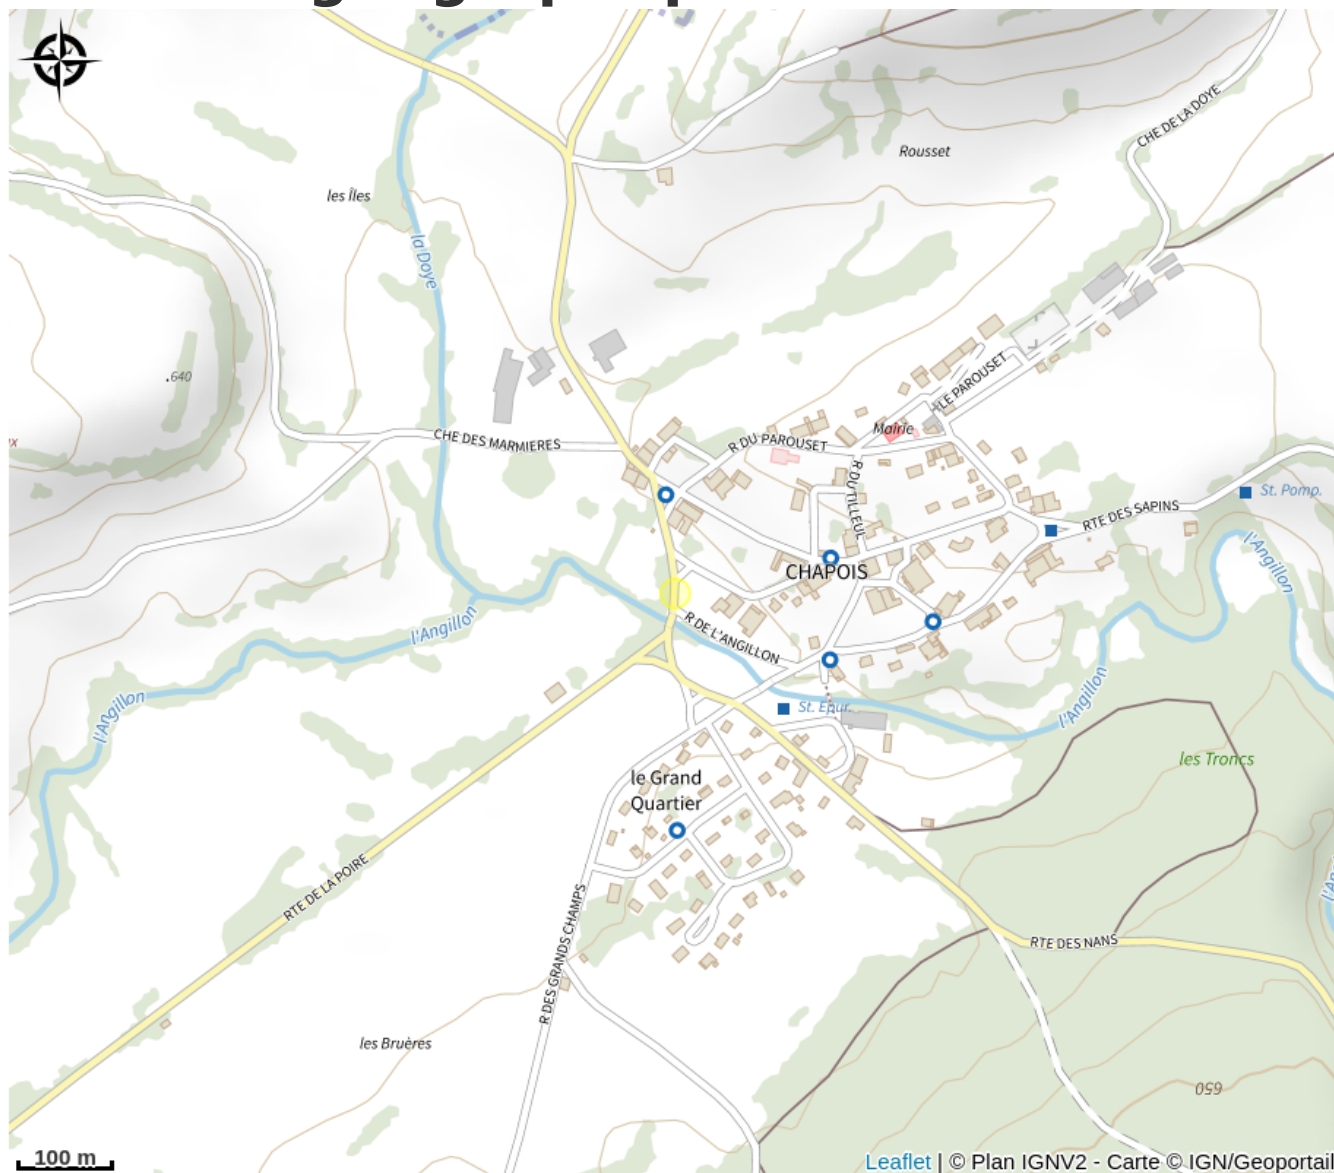 CHE DE LA DOYE
Rousset
les Îles
la Doye
.640
LE PAROUSET
Mairie
CHE DES MARMIERES
R DU PAROUSET
R DU TILLEUL
St. Pomp.
RTE DES SAPINS
l'Angillon
CHAPOIS
l'Angillon
R DE L'ANGILLON
l'Angillon
l'Angillon
St. Epur.
les Troncs
le Grand
Quartier
RTE DE LA POIRE
R DES GRANDS CHAMPS
RTE DES NANS
les Bruères
650
100 m
Leaflet | © Plan IGNV2 - Carte © IGN/Geoportail